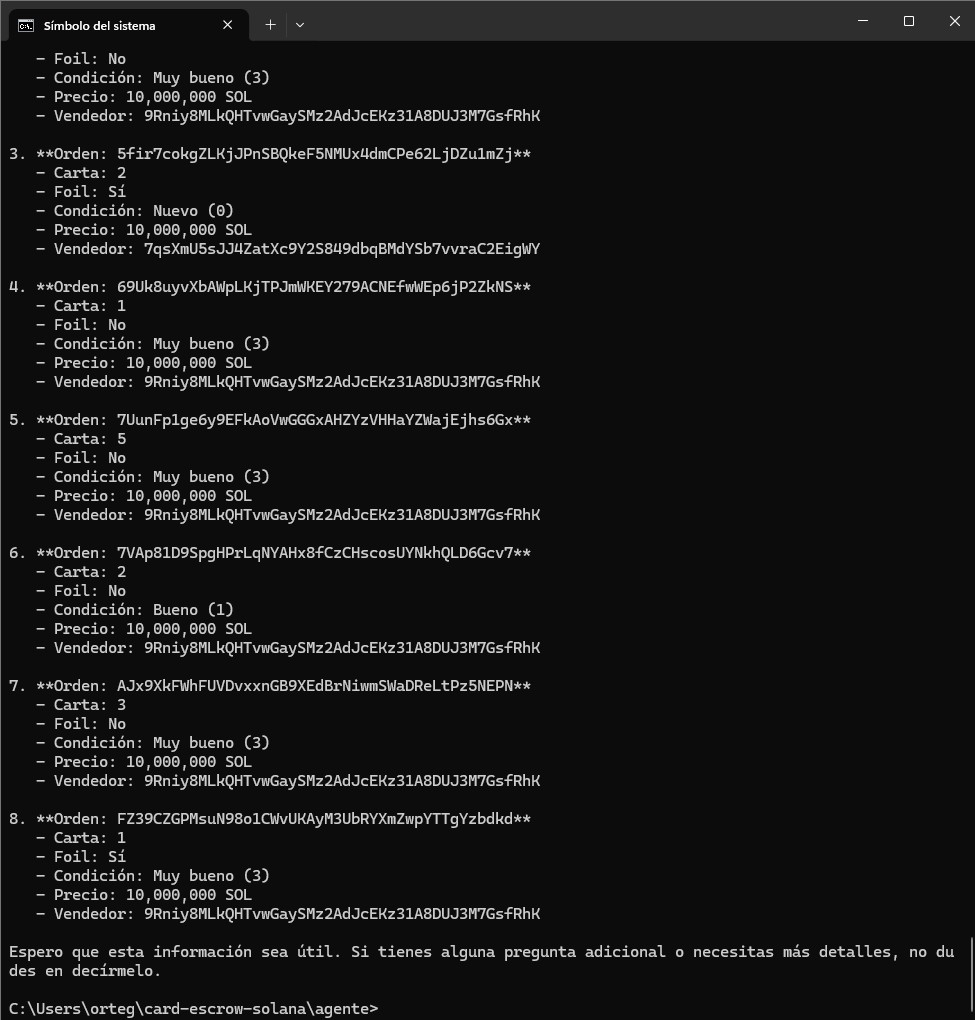 Símbolo del sistema
- Foil: No
- Condición: Muy bueno (3)
- Precio: 10,000,000 SOL
- Vendedor: 9Rniy8MLkQHTvwGaySMz2AdJcEKz31A8DUJ3M7GsfRhK
3. **Orden: 5fir7cokgZLKjJPnSBQkeF5NMUx4dmCPe62LjDZu1mZj**
- Carta: 2
- Foil: Sí
- Condición: Nuevo (0)
- Precio: 10,000,000 SOL
- Vendedor: 7qsXmU5sJJ4ZatXc9Y2S849dbqBMdYSb7vvraC2EigWY
4. **Orden: 69Uk8uyvXbAWpLKjTPJmWKEY279ACNEfwWEp6jP2ZkNS**
- Carta: 1
- Foil: No
- Condición: Muy bueno (3)
- Precio: 10,000,000 SOL
- Vendedor: 9Rniy8MLkQHTvwGaySMz2AdJcEKz31A8DUJ3M7GsfRhK
5. **Orden: 7UunFp1ge6y9EFkAoVwGGGxAHZYzVHHaYZWajEjhs6Gx**
- Carta: 5
- Foil: No
- Condición: Muy bueno (3)
- Precio: 10,000,000 SOL
- Vendedor: 9Rniy8MLkQHTvwGaySMz2AdJcEKz31A8DUJ3M7GsfRhK
6. **Orden: 7VAp81D9SpgHPrLqNYAHx8fCzCHscosUYNkhQLD6Gcv7**
- Carta: 2
- Foil: No
- Condición: Bueno (1)
- Precio: 10,000,000 SOL
- Vendedor: 9Rniy8MLkQHTvwGaySMz2AdJcEKz31A8DUJ3M7GsfRhK
7. **Orden: AJx9XkFWhFUVDvxxnGB9XEdBrNiwmSWaDReLtPz5NEPN**
- Carta: 3
- Foil: No
- Condición: Muy bueno (3)
- Precio: 10,000,000 SOL
- Vendedor: 9Rniy8MLkQHTvwGaySMz2AdJcEKz31A8DUJ3M7GsfRhK
8. **Orden: FZ39CZGPMsuN98o1CWvUKAyM3UbRYXmZwpYTTgYzbdkd**
- Carta: 1
- Foil: Sí
- Condición: Muy bueno (3)
- Precio: 10,000,000 SOL
- Vendedor: 9Rniy8MLkQHTvwGaySMz2AdJcEKz31A8DUJ3M7GsfRhK
Espero que esta información sea útil. Si tienes alguna pregunta adicional o necesitas más detalles, no du
des en decírmelo.
C:\Users\orteg\card-escrow-solana\agente>